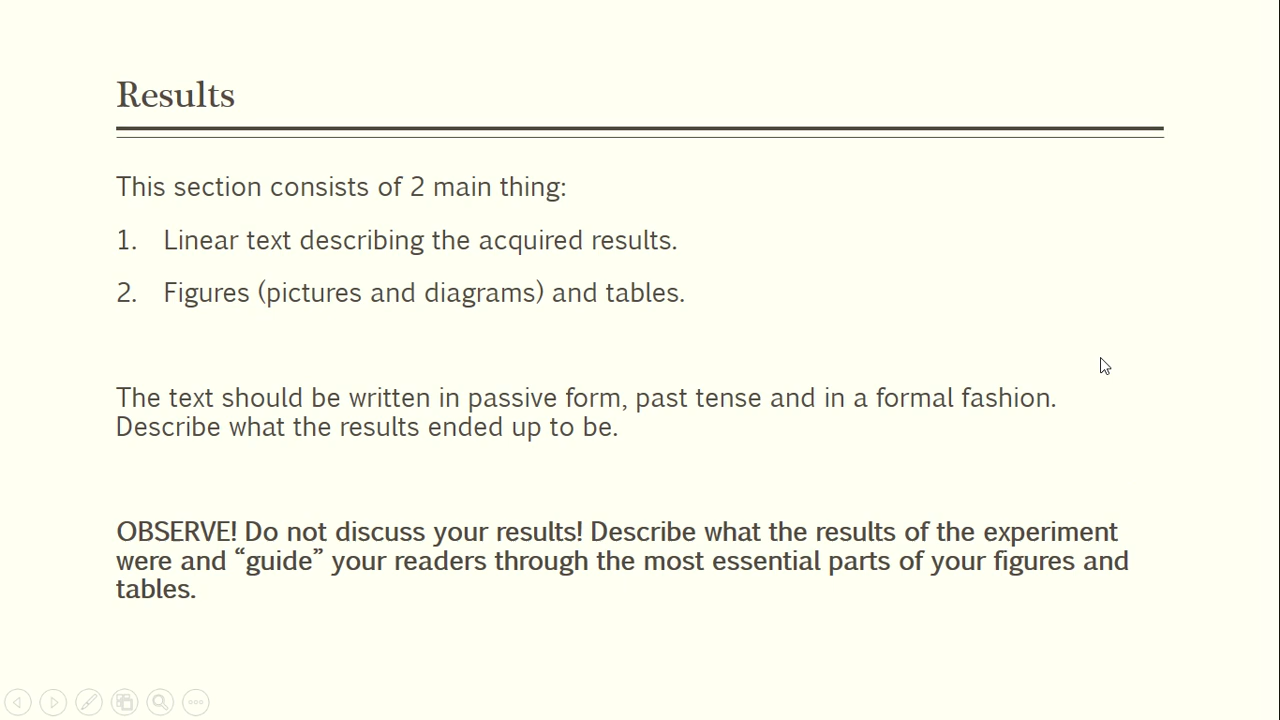 Results
This section consists of 2 main thing:
1. Linear text describing the acquired results.
2. Figures (pictures and diagrams) and tables.
The text should be written in passive form, past tense and in a formal fashion.
Describe what the results ended up to be.
OBSERVE! Do not discuss your results! Describe what the results of the experiment
were and “guide” your readers through the most essential parts of your figures and
tables.